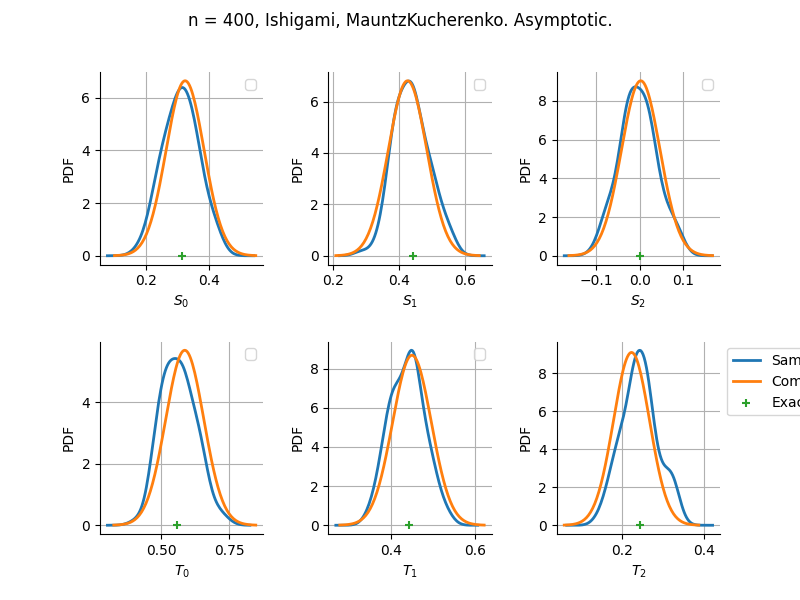 n = 400, Ishigami, MauntzKucherenko. Asymptotic.
PDF
6
4
2
0
0.2
0.4
S0
PDF
6
4
2
0
0.2
0.4
0.6
S1
PDF
8
6
4
2
0
−0.1
0.0
0.1
S2
PDF
4
2
0
0.50
0.75
T0
PDF
8
6
4
2
0
0.4
0.6
T1
PDF
8
6
4
2
0
0.2
0.4
T2
Sam
Com
Exac